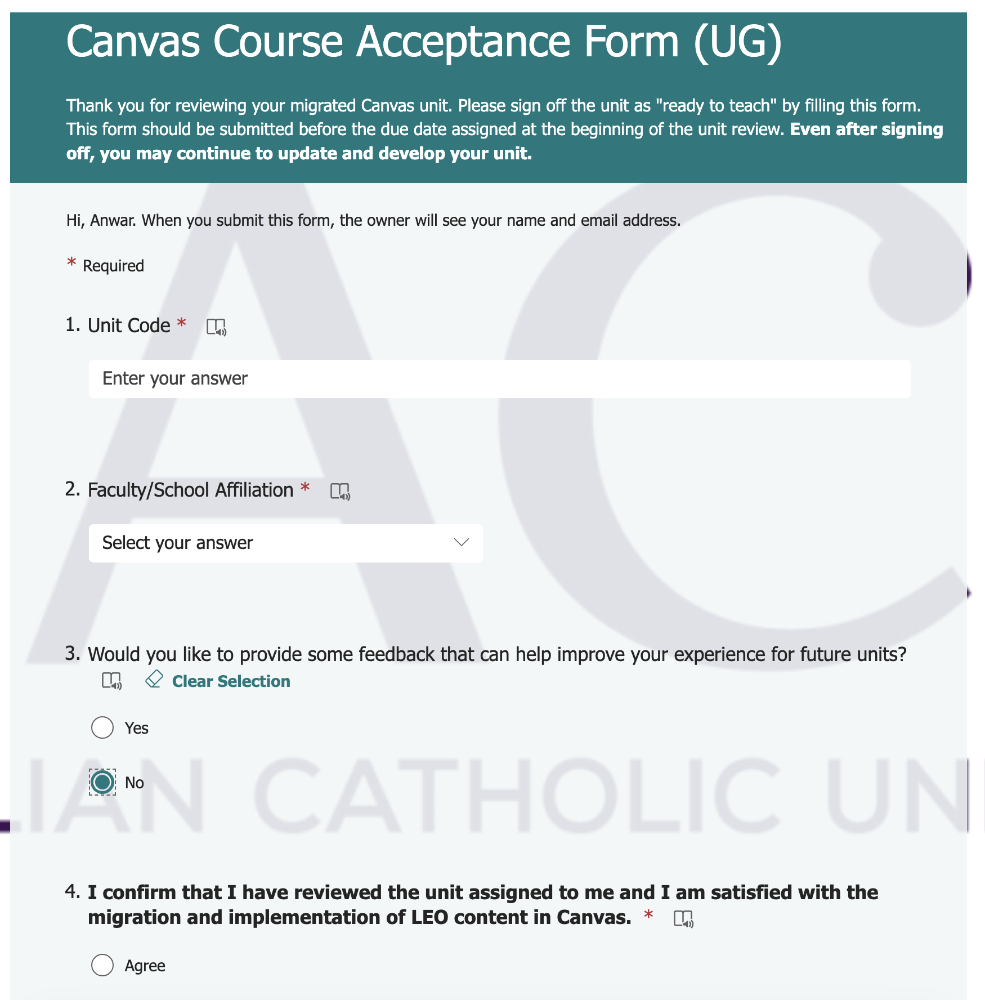 Canvas Course Acceptance Form (UG)
Thank you for reviewing your migrated Canvas unit. Please sign off the unit as "ready to teach" by filling this form.
This form should be submitted before the due date assigned at the beginning of the unit review. Even after signing
off, you may continue to update and develop your unit.
Hi, Anwar. When you submit this form, the owner will see your name and email address.
* Required
1. Unit Code *
Enter your answer
2. Faculty/School Affiliation *
Select your answer
3. Would you like to provide some feedback that can help improve your experience for future units?
Clear Selection
Yes
No
LIAN CATHOLIC UNI
4. I confirm that I have reviewed the unit assigned to me and I am satisfied with the
migration and implementation of LEO content in Canvas. *
Agree
AC